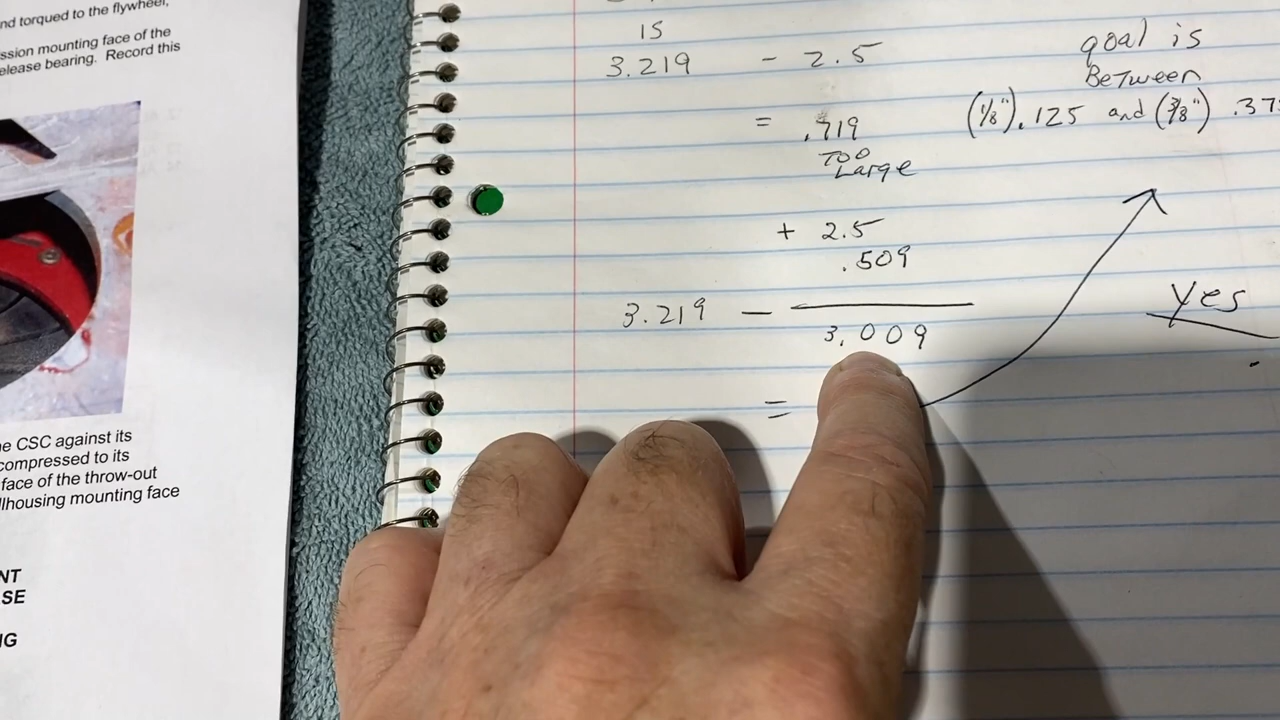 nd torqued to the flywheel,
ssion mounting face of the
elease bearing. Record this
e CSC against its
compressed to its
face of the throw-out
llhousing mounting face
NT
SE
NG
is
3.219 - 2.5
= .719
Too
Large
+ 2.5
.509
3.219 - 3.009
=
goal is
Between
(1/8") .125 and (3/8") .37
Yes